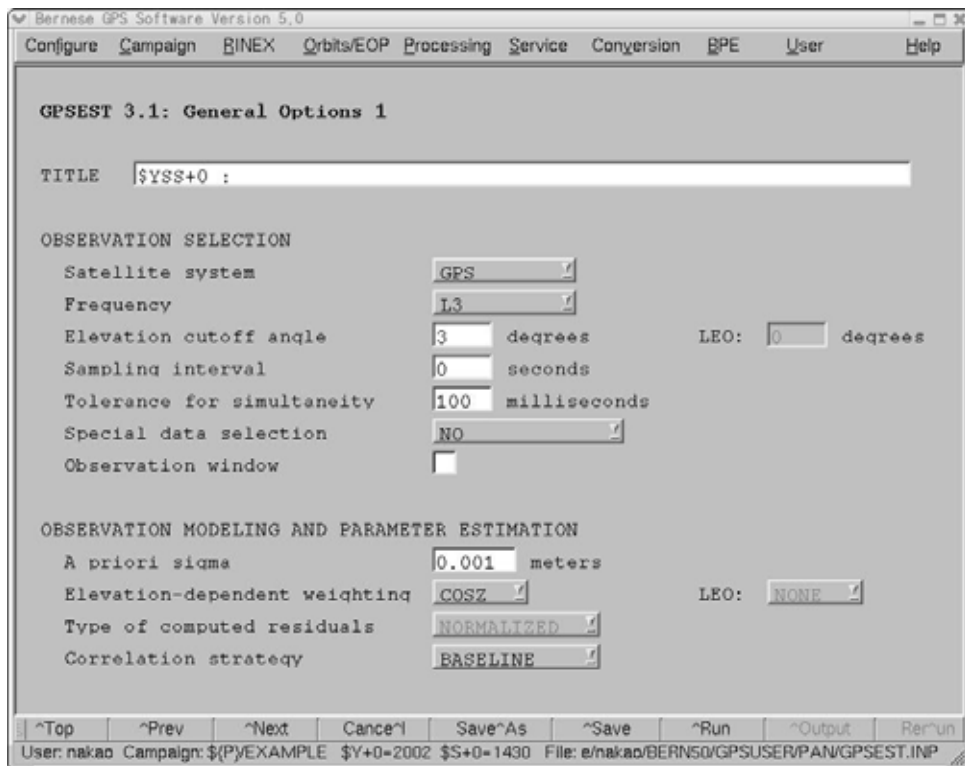 Bernese GPS Software Version 5.0
Configure Campaign RINEX Orbits/EOP Processing Service Conversion BPE User Help
GPSEST 3.1: General Options 1
TITLE $YSS+0 :
OBSERVATION SELECTION
Satellite system GPS
Frequency L3
Elevation cutoff angle 3 degrees LEO: 0 degrees
Sampling interval 0 seconds
Tolerance for simultaneity 100 milliseconds
Special data selection NO
Observation window
OBSERVATION MODELING AND PARAMETER ESTIMATION
A priori sigma 0.001 meters
Elevation-dependent weighting COSZ LEO: NONE
Type of computed residuals NORMALIZED
Correlation strategy BASELINE
^Top ^Prev ^Next Cance^l Save^As ^Save ^Run ^Output Rer^un
User: nakao Campaign: ${P}/EXAMPLE $Y+0=2002 $S+0=1430 File: e/nakao/BERN50/GPSUSER/PAN/GPSEST.INP